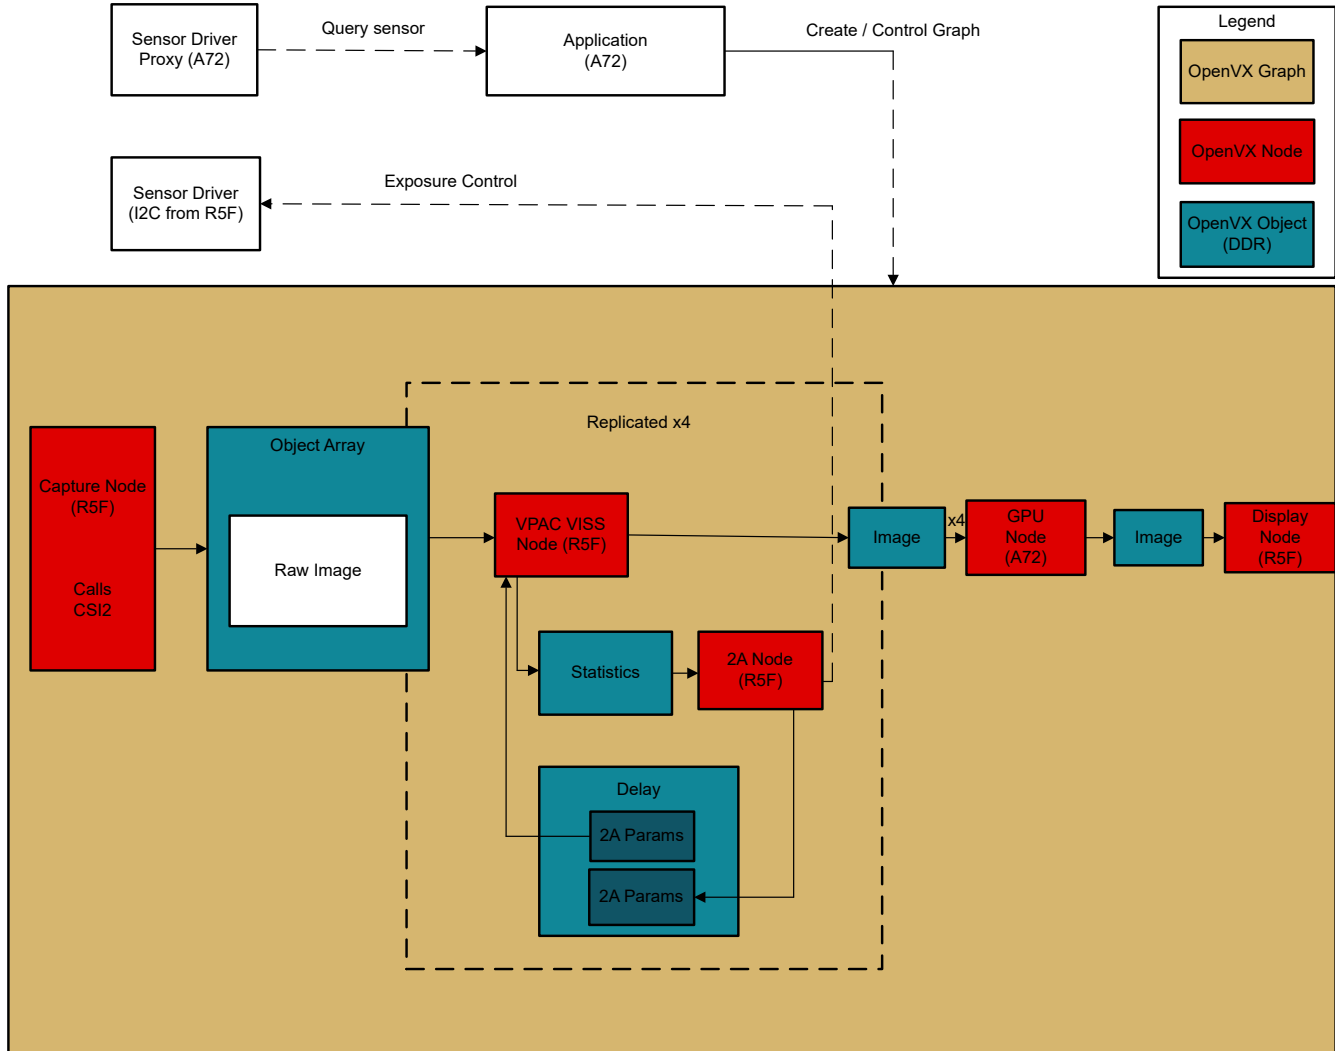 Sensor Driver
Proxy (A72)
Query sensor
Application
(A72)
Create / Control Graph
Legend
OpenVX Graph
OpenVX Node
OpenVX Object
(DDR)
Sensor Driver
(I2C from R5F)
Exposure Control
Replicated x4
Capture Node
(R5F)
Calls
CSI2
Object Array
Raw Image
VPAC VISS
Node (R5F)
Image
x4
GPU
Node
(A72)
Image
Display
Node
(R5F)
Statistics
2A Node
(R5F)
Delay
2A Params
2A Params